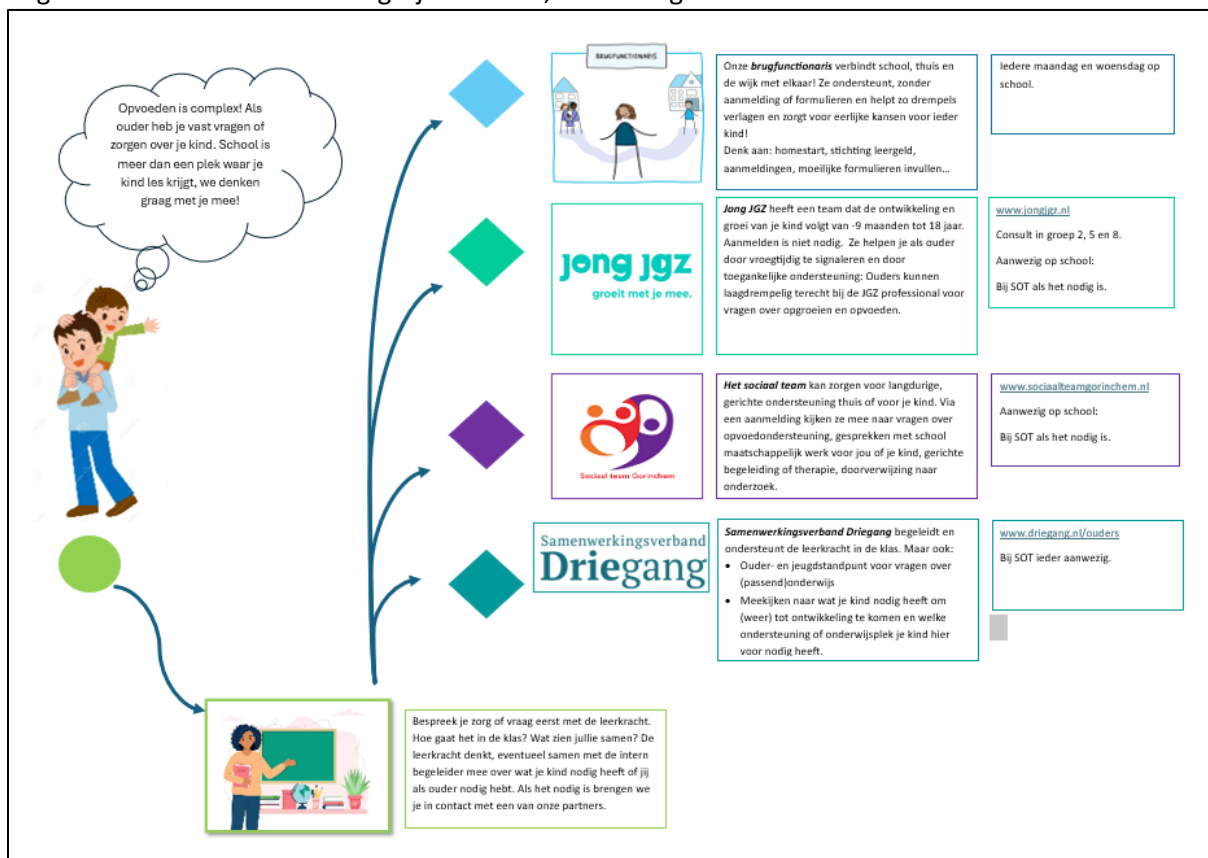 Opvoeden is complex! Als
ouder heb je vast vragen of
zorgen over je kind. School is
meer dan een plek waar je
kind les krijgt, we denken
graag met je mee!
BRUGFUNCTIONARIS
Onze brugfunctionaris verbindt school, thuis en
de wijk met elkaar! Ze ondersteunt, zonder
aanmelding of formulieren en helpt zo drempels
verlagen en zorgt voor eerlijke kansen voor ieder
kind!
Denk aan: homestart, stichting leergeld,
aanmeldingen, moeilijke formulieren invullen...
Iedere maandag en woensdag op
school.
jong jgz
groeit met je mee.
Jong JGZ heeft een team dat de ontwikkeling en
groei van je kind volgt van -9 maanden tot 18 jaar.
Aanmelden is niet nodig. Ze helpen je als ouder
door vroegtijdig te signaleren en door
toegankelijke ondersteuning: Ouders kunnen
laagdrempelig terecht bij de JGZ professional voor
vragen over opgroeien en opvoeden.
www.jongjgz.nl
Consult in groep 2, 5 en 8.
Aanwezig op school:
Bij SOT als het nodig is.
Sociaal team Gorinchem
Het sociaal team kan zorgen voor langdurige,
gerichte ondersteuning thuis of voor je kind. Via
een aanmelding kijken ze mee naar vragen over
opvoedondersteuning, gesprekken met school
maatschappelijk werk voor jou of je kind, gerichte
begeleiding of therapie, doorverwijzing naar
onderzoek.
www.sociaalteamgorinchem.nl
Aanwezig op school:
Bij SOT als het nodig is.
Samenwerkingsverband
Driegang
Samenwerkingsverband Driegang begeleidt en
ondersteunt de leerkracht in de klas. Maar ook:
• Ouder- en jeugdstandpunt voor vragen over
(passend)onderwijs
• Meekijken naar wat je kind nodig heeft om
(weer) tot ontwikkeling te komen en welke
ondersteuning of onderwijsplek je kind hier
voor nodig heeft.
www.driegang.nl/ouders
Bij SOT ieder aanwezig.
Bespreek je zorg of vraag eerst met de leerkracht.
Hoe gaat het in de klas? Wat zien jullie samen? De
leerkracht denkt, eventueel samen met de intern
begeleider mee over wat je kind nodig heeft of jij
als ouder nodig hebt. Als het nodig is brengen we
je in contact met een van onze partners.